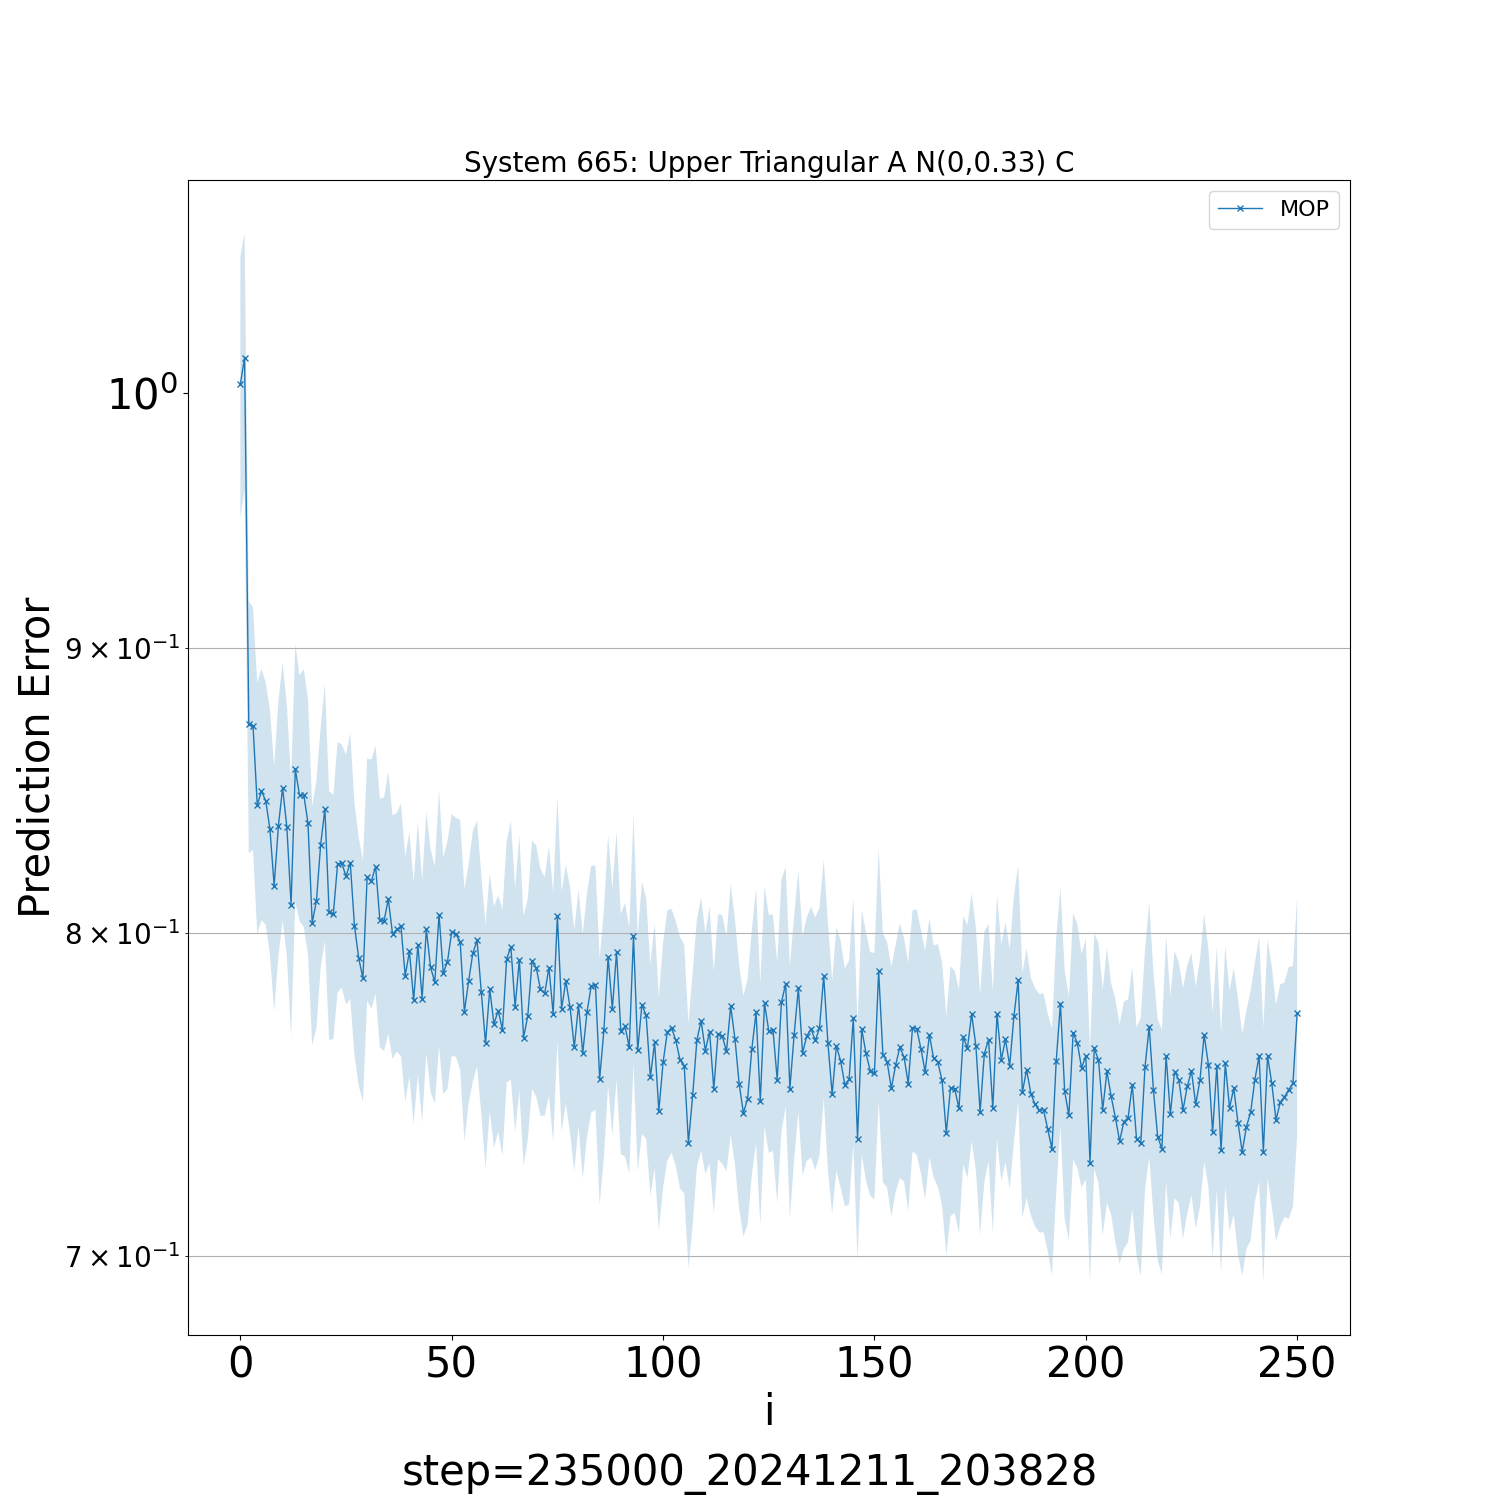 System 665: Upper Triangular A N(0,0.33) C
MOP
Prediction Error
10⁰
9 × 10⁻¹
8 × 10⁻¹
7 × 10⁻¹
0 50 100 150 200 250
i
step=235000_20241211_203828